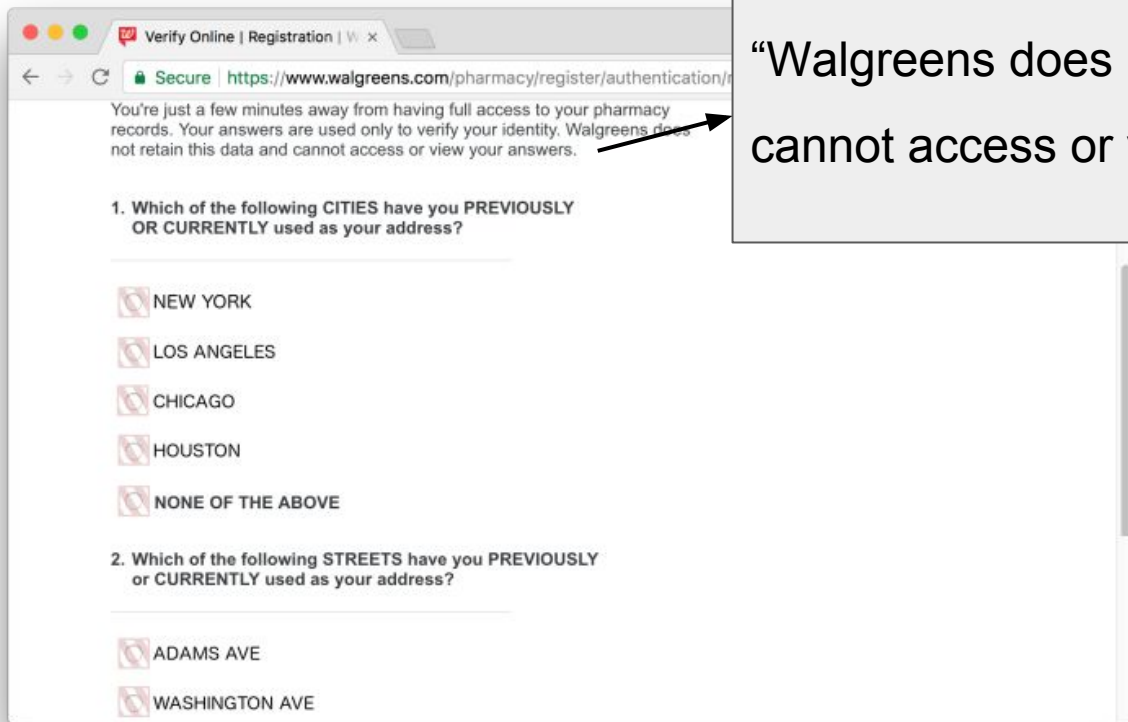 Verify Online | Registration | W
Secure | https://www.walgreens.com/pharmacy/register/authentication/
“Walgreens does
cannot access or
You're just a few minutes away from having full access to your pharmacy
records. Your answers are used only to verify your identity. Walgreens does
not retain this data and cannot access or view your answers.
1. Which of the following CITIES have you PREVIOUSLY
OR CURRENTLY used as your address?
NEW YORK
LOS ANGELES
CHICAGO
HOUSTON
NONE OF THE ABOVE
2. Which of the following STREETS have you PREVIOUSLY
or CURRENTLY used as your address?
ADAMS AVE
WASHINGTON AVE